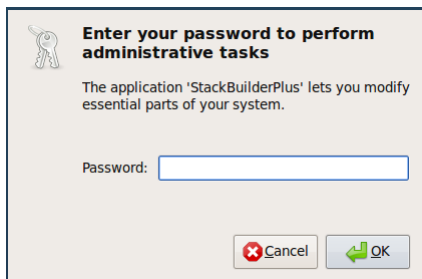 Enter your password to perform
administrative tasks
The application 'StackBuilderPlus' lets you modify
essential parts of your system.
Password:
Cancel
OK